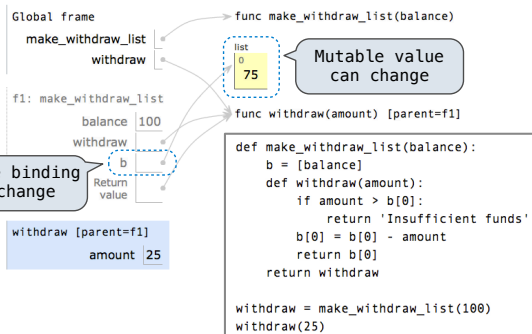 Global frame
func make_withdraw_list(balance)
make_withdraw_list
withdraw
list
0
75
Mutable value
can change
f1: make_withdraw_list
func withdraw(amount) [parent=f1]
balance 100
withdraw
b
binding
change
Return
value
withdraw [parent=f1]
amount 25
def make_withdraw_list(balance):
    b = [balance]
    def withdraw(amount):
        if amount > b[0]:
            return 'Insufficient funds'
        b[0] = b[0] - amount
        return b[0]
    return withdraw
withdraw = make_withdraw_list(100)
withdraw(25)